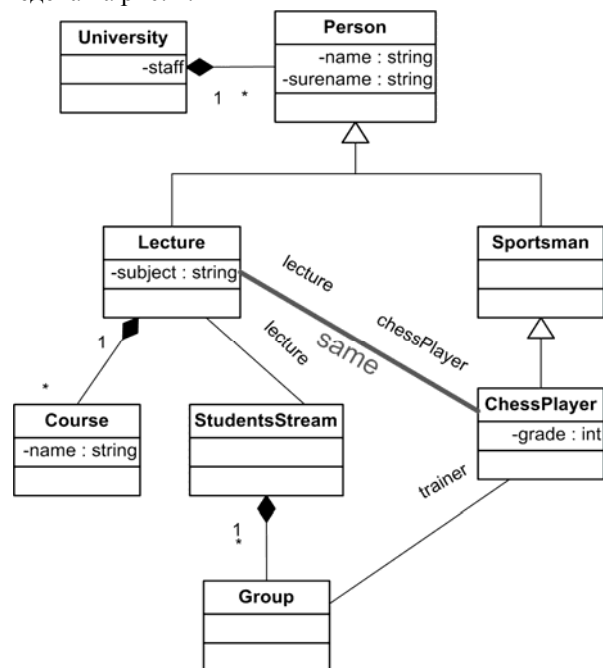 University
-staff
1 *
Person
-name : string
-surename : string
Lecture
-subject : string
Sportsman
lecture
chessPlayer
same
lecture
1
*
Course
-name : string
StudentsStream
ChessPlayer
-grade : int
trainer
1
*
Group